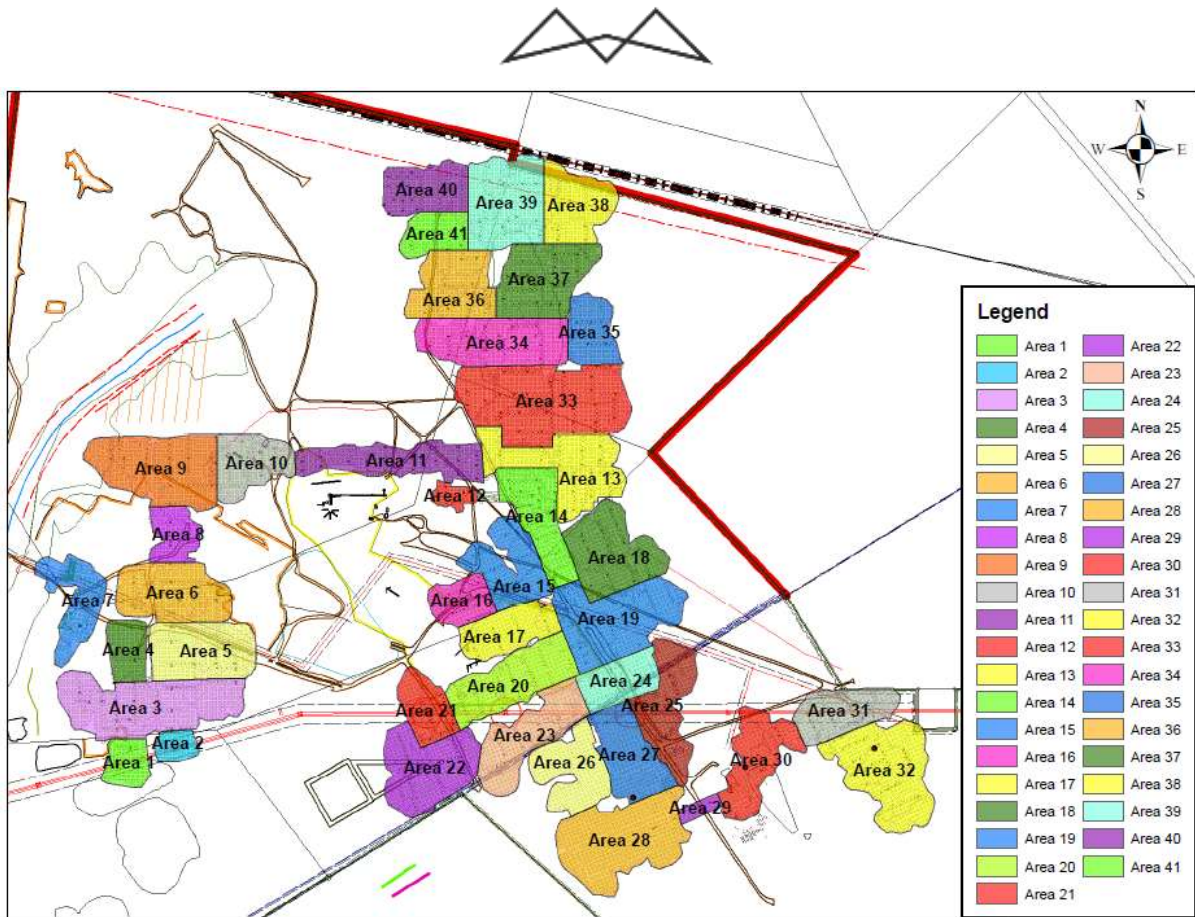 N
W E
S
Area 40
Area 39
Area 38
Area 41
Area 37
Area 36
Area 35
Area 34
Area 33
Area 9
Area 10
Area 11
Area 13
Area 12
Area 14
Area 8
Area 18
Area 7
Area 6
Area 15
Area 16
Area 19
Area 17
Area 4
Area 5
Area 20
Area 24
Area 3
Area 21
Area 25
Area 31
Area 2
Area 23
Area 1
Area 27
Area 30
Area 22
Area 26
Area 32
Area 29
Area 28
Legend
Area 1
Area 2
Area 3
Area 4
Area 5
Area 6
Area 7
Area 8
Area 9
Area 10
Area 11
Area 12
Area 13
Area 14
Area 15
Area 16
Area 17
Area 18
Area 19
Area 20
Area 21
Area 22
Area 23
Area 24
Area 25
Area 26
Area 27
Area 28
Area 29
Area 30
Area 31
Area 32
Area 33
Area 34
Area 35
Area 36
Area 37
Area 38
Area 39
Area 40
Area 41